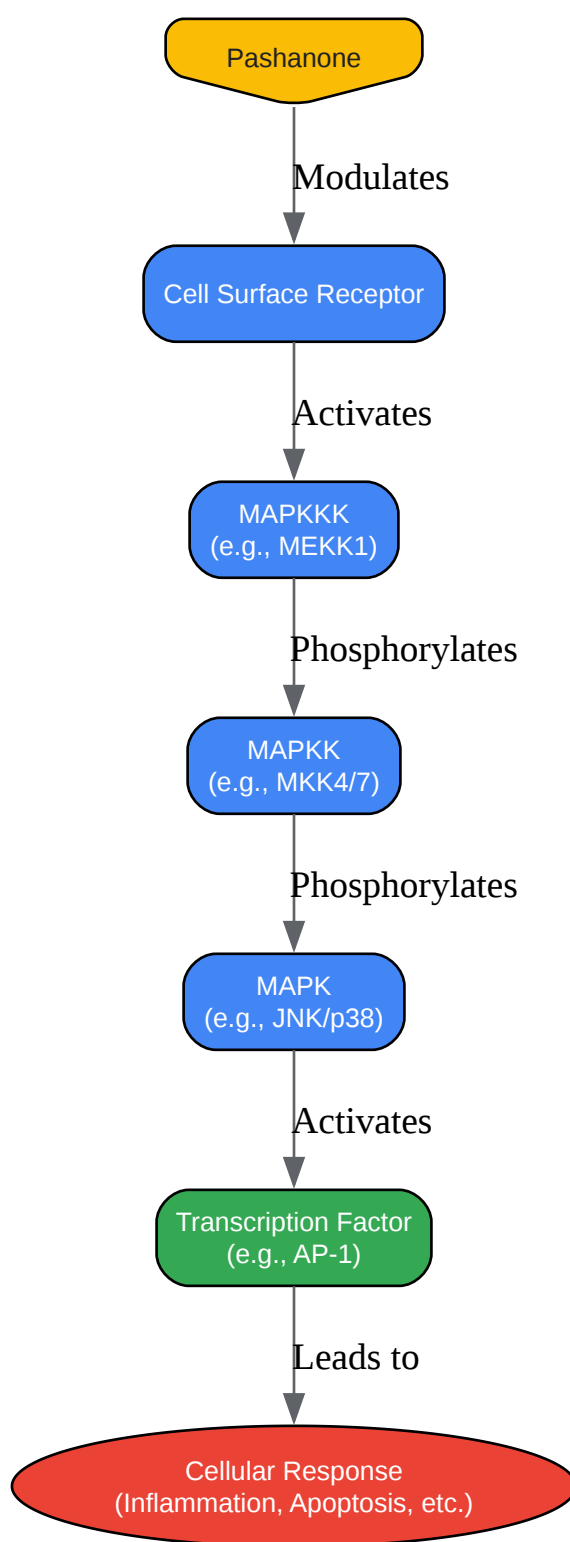 Pashanone
Modulates
Cell Surface Receptor
Activates
MAPKKK
(e.g., MEKK1)
Phosphorylates
MAPKK
(e.g., MKK4/7)
Phosphorylates
MAPK
(e.g., JNK/p38)
Activates
Transcription Factor
(e.g., AP-1)
Leads to
Cellular Response
(Inflammation, Apoptosis, etc.)